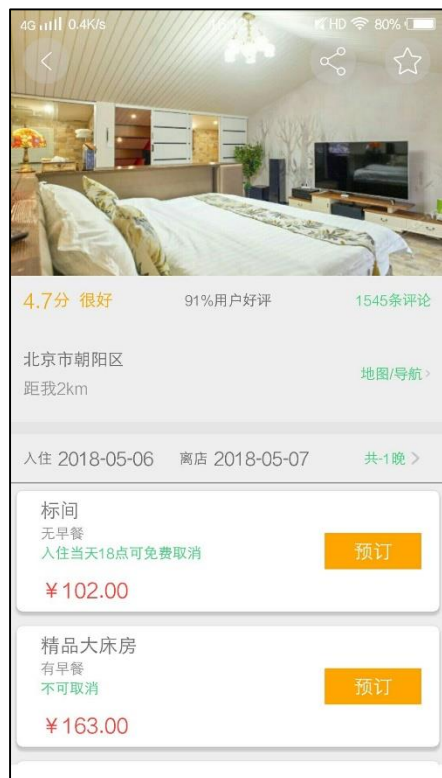 4G 0.4K/s HD 80%
4.7分 很好 91%用户好评 1545条评论
北京市朝阳区
距我2km
地图/导航
入住 2018-05-06 离店 2018-05-07 共-1晚
标间
无早餐
入住当天18点可免费取消
预订
￥102.00
精品大床房
有早餐
不可取消
预订
￥163.00